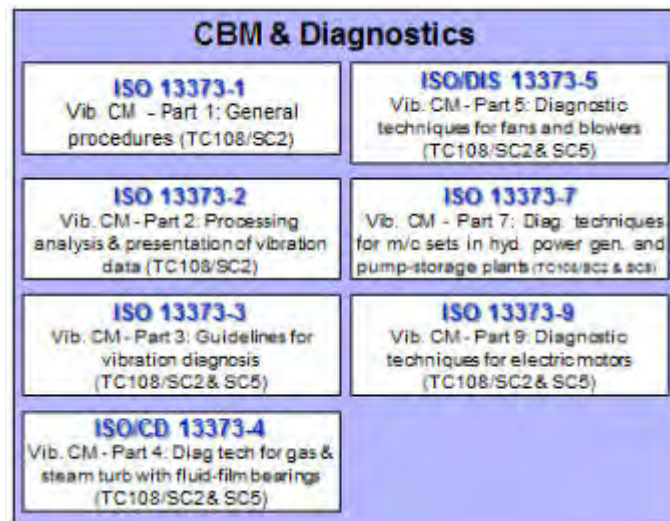 CBM & Diagnostics
ISO 13373-1
Vib. CM - Part 1: General
procedures (TC108/SC2)
ISO 13373-2
Vib. CM - Part 2: Processing
analysis & presentation of vibration
data (TC108/SC2)
ISO 13373-3
Vib. CM - Part 3: Guidelines for
vibration diagnosis
(TC108/SC2 & SC5)
ISO/CD 13373-4
Vib. CM - Part 4: Diag tech for gas &
steam turb with fluid-film bearings
(TC108/SC2 & SC5)
ISO/DIS 13373-5
Vib. CM - Part 5: Diagnostic
techniques for fans and blowers
(TC108/SC2 & SC5)
ISO 13373-7
Vib. CM - Part 7: Diag. techniques
for m/c sets in hyd. power gen. and
pump-storage plants (TC108/SC2 & SC5)
ISO 13373-9
Vib. CM - Part 9: Diagnostic
techniques for electric motors
(TC108/SC2 & SC5)